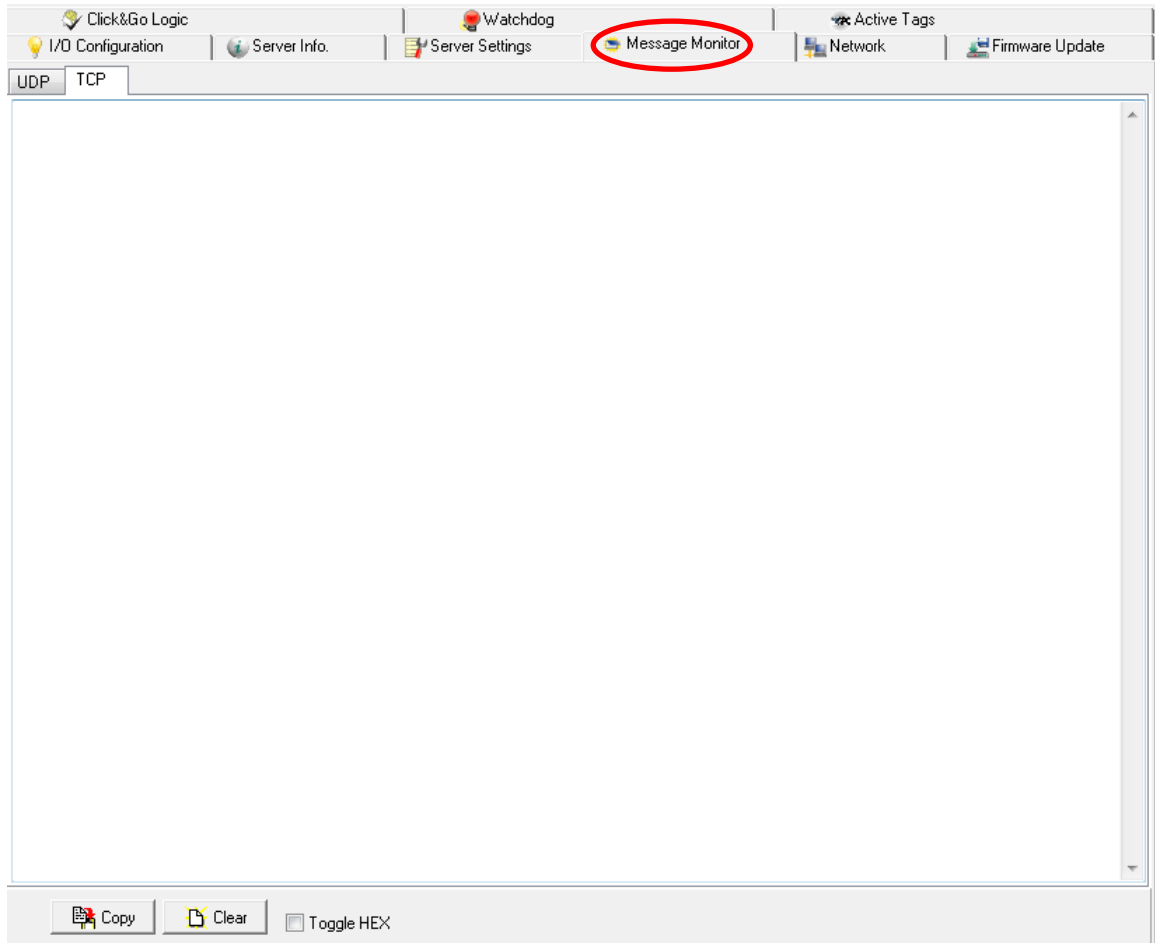 Click&Go Logic Watchdog Active Tags
I/O Configuration Server Info. Server Settings Message Monitor Network Firmware Update
UDP TCP
Copy Clear Toggle HEX